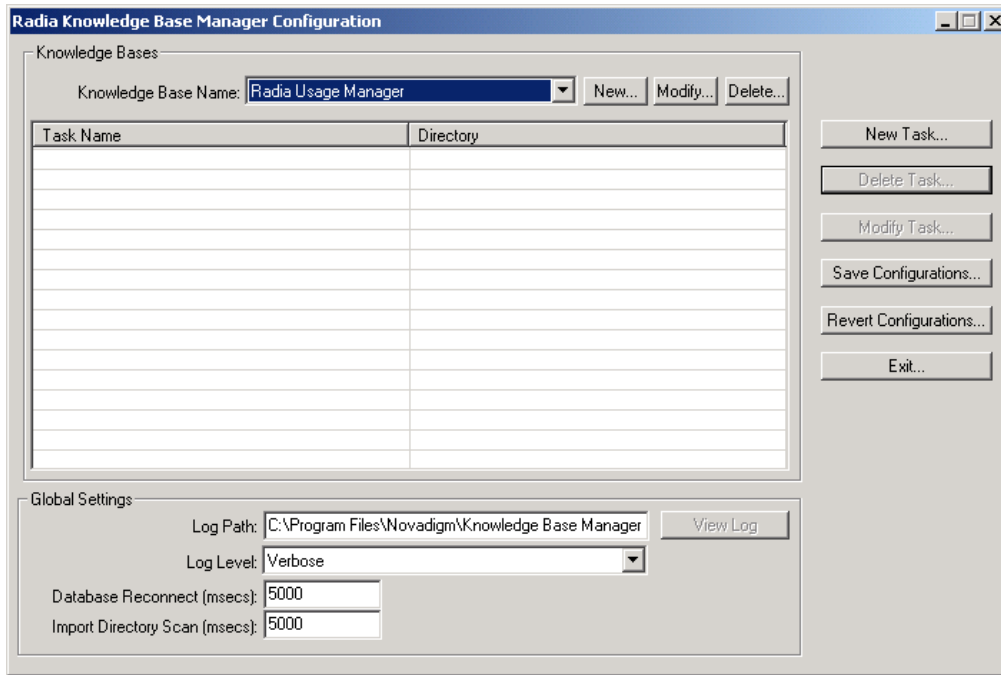 Radia Knowledge Base Manager Configuration
Knowledge Bases
Knowledge Base Name: Radia Usage Manager New... Modify... Delete...
Task Name Directory
New Task...
Delete Task...
Modify Task...
Save Configurations...
Revert Configurations...
Exit...
Global Settings
Log Path: C:\Program Files\Novadigm\Knowledge Base Manager View Log
Log Level: Verbose
Database Reconnect (msecs): 5000
Import Directory Scan (msecs): 5000